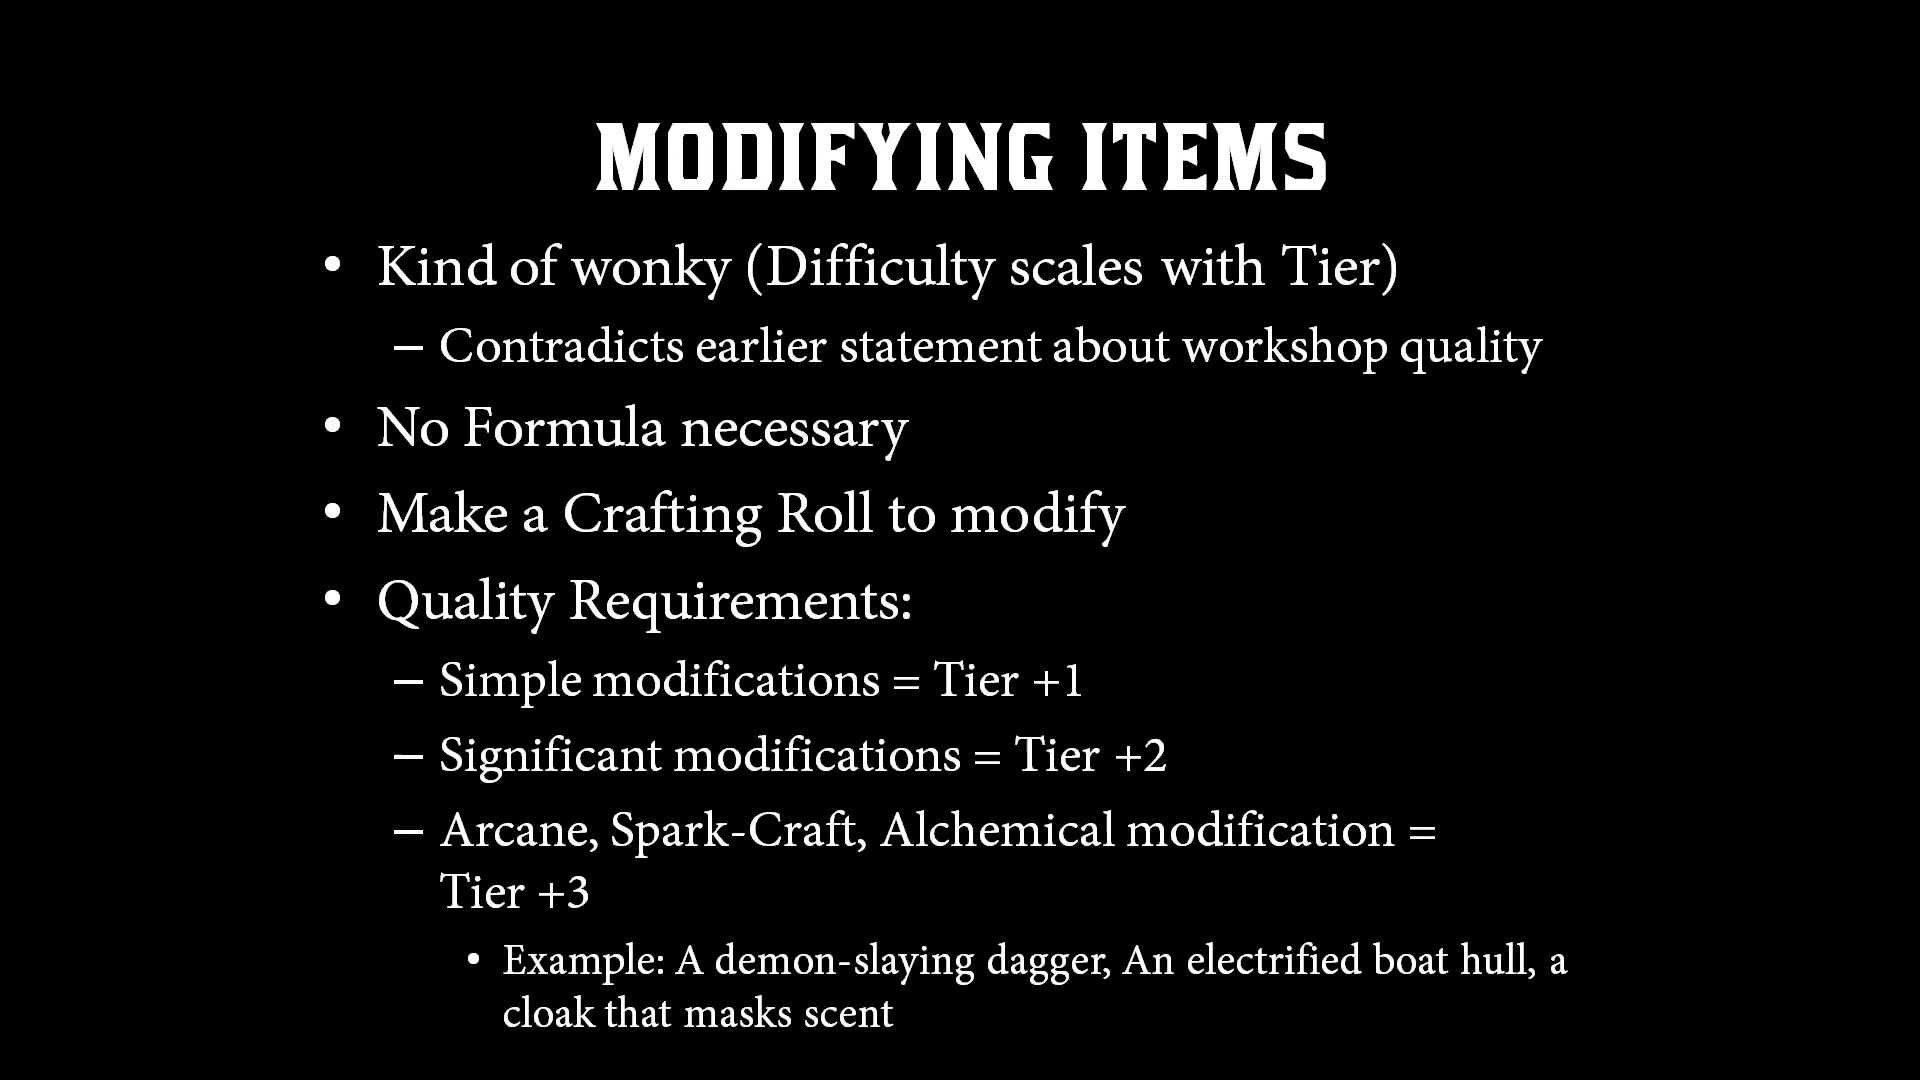 MODIFYING ITEMS
• Kind of wonky (Difficulty scales with Tier)
– Contradicts earlier statement about workshop quality
• No Formula necessary
• Make a Crafting Roll to modify
• Quality Requirements:
– Simple modifications = Tier +1
– Significant modifications = Tier +2
– Arcane, Spark-Craft, Alchemical modification =
Tier +3
• Example: A demon-slaying dagger, An electrified boat hull, a
cloak that masks scent